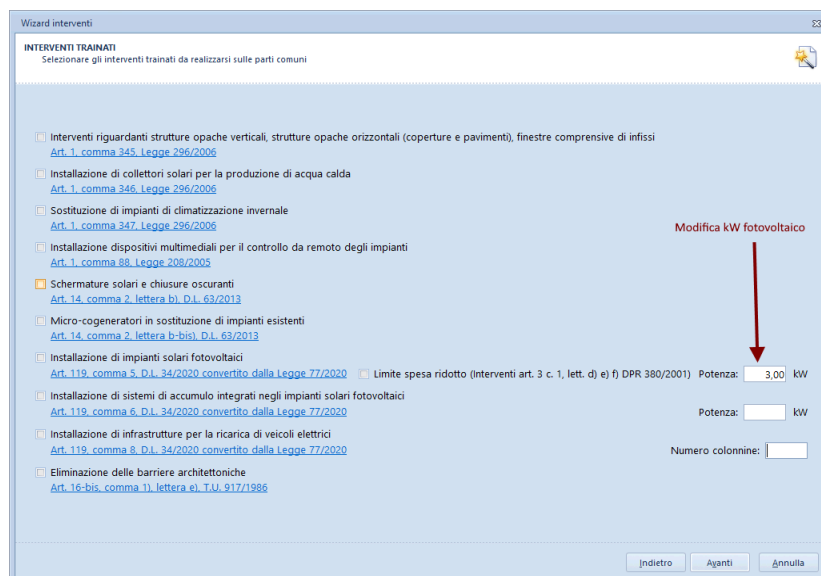 Wizard interventi
INTERVENTI TRAINATI
Selezionare gli interventi trainati da realizzarsi sulle parti comuni
Interventi riguardanti strutture opache verticali, strutture opache orizzontali (coperture e pavimenti), finestre comprensive di infissi
Art. 1, comma 345, Legge 296/2006
Installazione di collettori solari per la produzione di acqua calda
Art. 1, comma 346, Legge 296/2006
Sostituzione di impianti di climatizzazione invernale
Art. 1, comma 347, Legge 296/2006
Modifica kW fotovoltaico
Installazione dispositivi multimediali per il controllo da remoto degli impianti
Art. 1, comma 88, Legge 208/2005
Schermature solari e chiusure oscuranti
Art. 14, comma 2, lettera b), D.L. 63/2013
Micro-cogeneratori in sostituzione di impianti esistenti
Art. 14, comma 2, lettera b-bis), D.L. 63/2013
Installazione di impianti solari fotovoltaici
Art. 119, comma 5, D.L. 34/2020 convertito dalla Legge 77/2020 Limite spesa ridotto (Interventi art. 3 c. 1, lett. d) e) f) DPR 380/2001) Potenza: 3,00 kW
Installazione di sistemi di accumulo integrati negli impianti solari fotovoltaici
Art. 119, comma 6, D.L. 34/2020 convertito dalla Legge 77/2020 Potenza: kW
Installazione di infrastrutture per la ricarica di veicoli elettrici
Art. 119, comma 8, D.L. 34/2020 convertito dalla Legge 77/2020 Numero colonnine:
Eliminazione delle barriere architettoniche
Art. 16-bis, comma 1), lettera e), T.U. 917/1986
Indietro Avanti Annulla